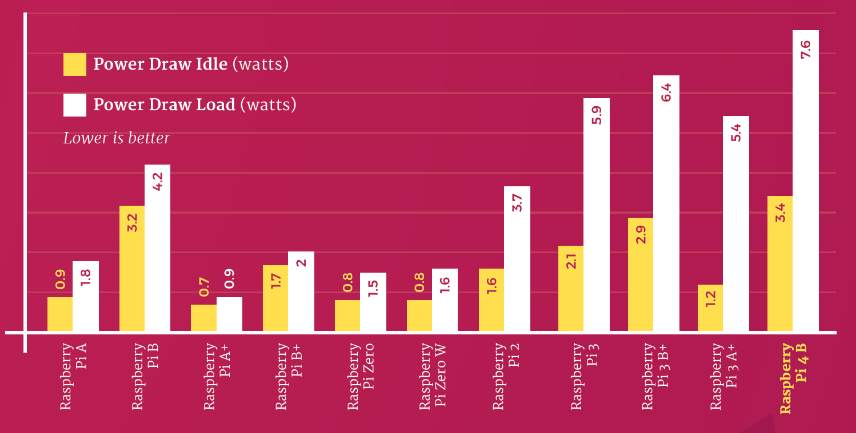 Power Draw Idle (watts)
Power Draw Load (watts)
Lower is better
0.9
1.8
3.2
4.2
0.7
0.9
1.7
2
0.8
1.5
0.8
1.6
1.6
3.7
2.1
5.9
2.9
6.4
1.2
5.4
3.4
7.6
Raspberry
Pi A
Raspberry
Pi B
Raspberry
Pi A+
Raspberry
Pi B+
Raspberry
Pi Zero
Raspberry
Pi Zero W
Raspberry
Pi 2
Raspberry
Pi 3
Raspberry
Pi 3 B+
Raspberry
Pi 3 A+
Raspberry
Pi 4 B